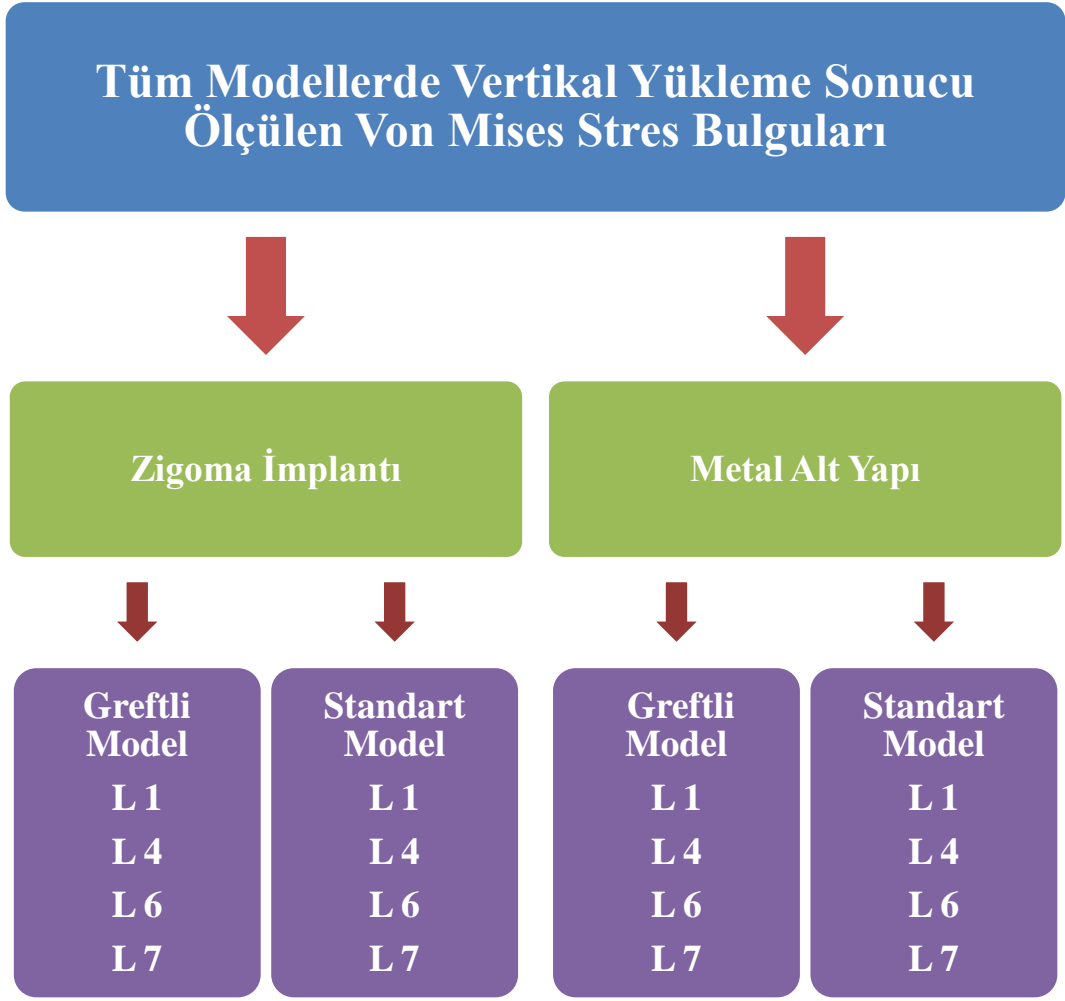 Tüm Modellerde Vertikal Yükleme Sonucu
Ölçülen Von Mises Stres Bulguları
Zigoma İmplantı
Metal Alt Yapı
Greftli
Model
L 1
L 4
L 6
L 7
Standart
Model
L 1
L 4
L 6
L 7
Greftli
Model
L 1
L 4
L 6
L 7
Standart
Model
L 1
L 4
L 6
L 7